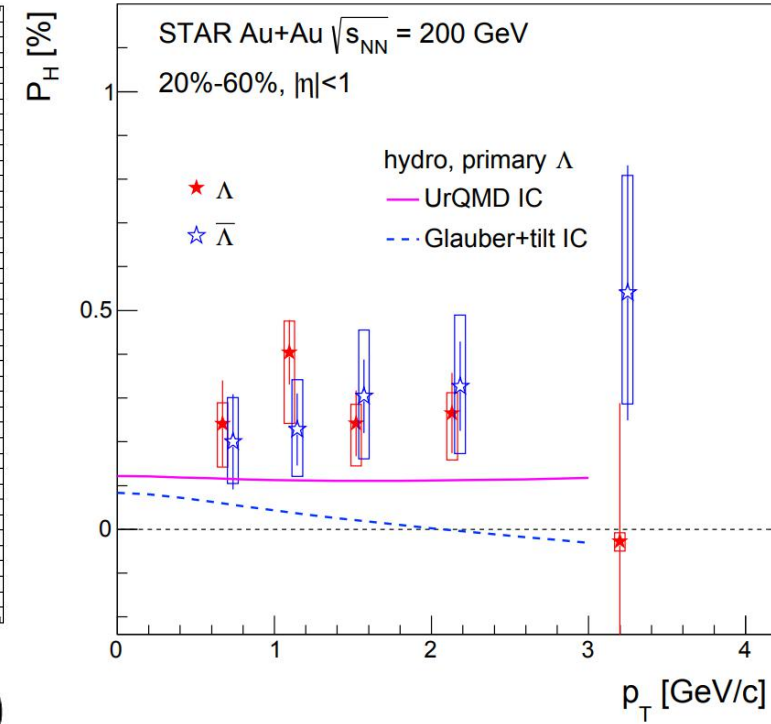 STAR Au+Au √s_NN = 200 GeV
20%-60%, |η|<1
P_H [%]
hydro, primary Λ
Λ
UrQMD IC
Λ̅
Glauber+tilt IC
1
0.5
0
0 1 2 3 4
p_T [GeV/c]
)